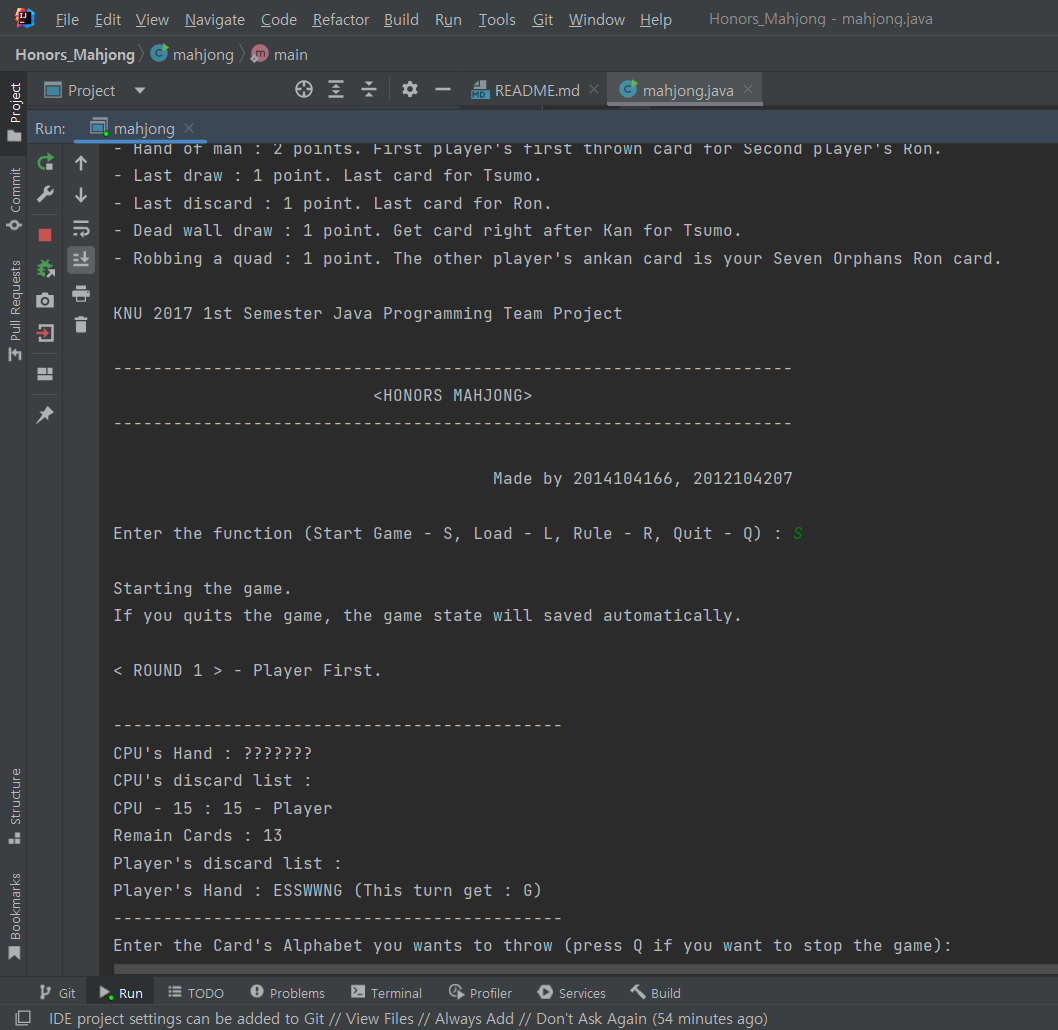 File Edit View Navigate Code Refactor Build Run Tools Git Window Help Honors_Mahjong - mahjong.java
Honors_Mahjong mahjong main
Project README.md mahjong.java
Run: mahjong
Project
Commit
Pull Requests
Structure
Bookmarks
- Hand of man : 2 points. First player's first thrown card for Second player's Ron.
- Last draw : 1 point. Last card for Tsumo.
- Last discard : 1 point. Last card for Ron.
- Dead wall draw : 1 point. Get card right after Kan for Tsumo.
- Robbing a quad : 1 point. The other player's ankan card is your Seven Orphans Ron card.
KNU 2017 1st Semester Java Programming Team Project
--------------------------------------------------------------------
<HONORS MAHJONG>
--------------------------------------------------------------------
Made by 2014104166, 2012104207
Enter the function (Start Game - S, Load - L, Rule - R, Quit - Q) : S
Starting the game.
If you quits the game, the game state will saved automatically.
< ROUND 1 > - Player First.
---------------------------------------------
CPU's Hand : ???????
CPU's discard list :
CPU - 15 : 15 - Player
Remain Cards : 13
Player's discard list :
Player's Hand : ESSWWNG (This turn get : G)
---------------------------------------------
Enter the Card's Alphabet you wants to throw (press Q if you want to stop the game):
Git Run TODO Problems Terminal Profiler Services Build
IDE project settings can be added to Git // View Files // Always Add // Don't Ask Again (54 minutes ago)